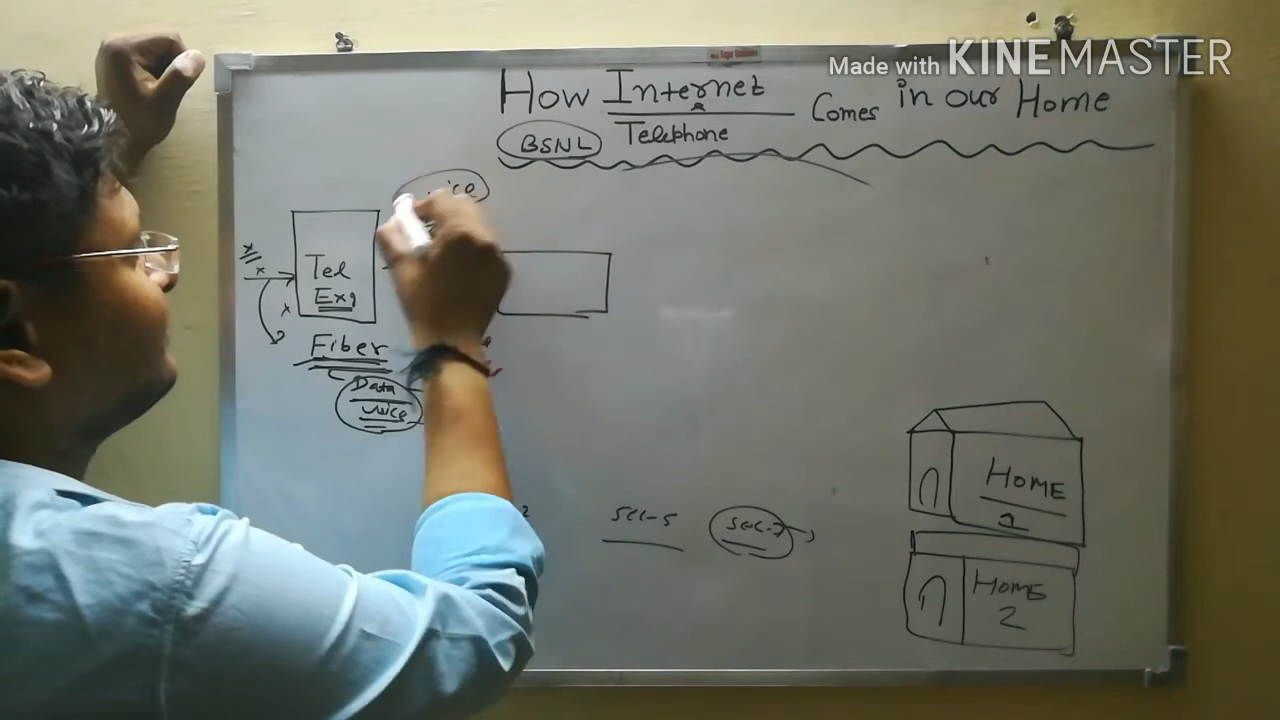 Made with KINEMASTER
How Internet Comes in our Home
BSNL Telephone
Tel
Exg
Fiber
Data
voice
Sec-5
Sec-7
HOME
1
HOME
2